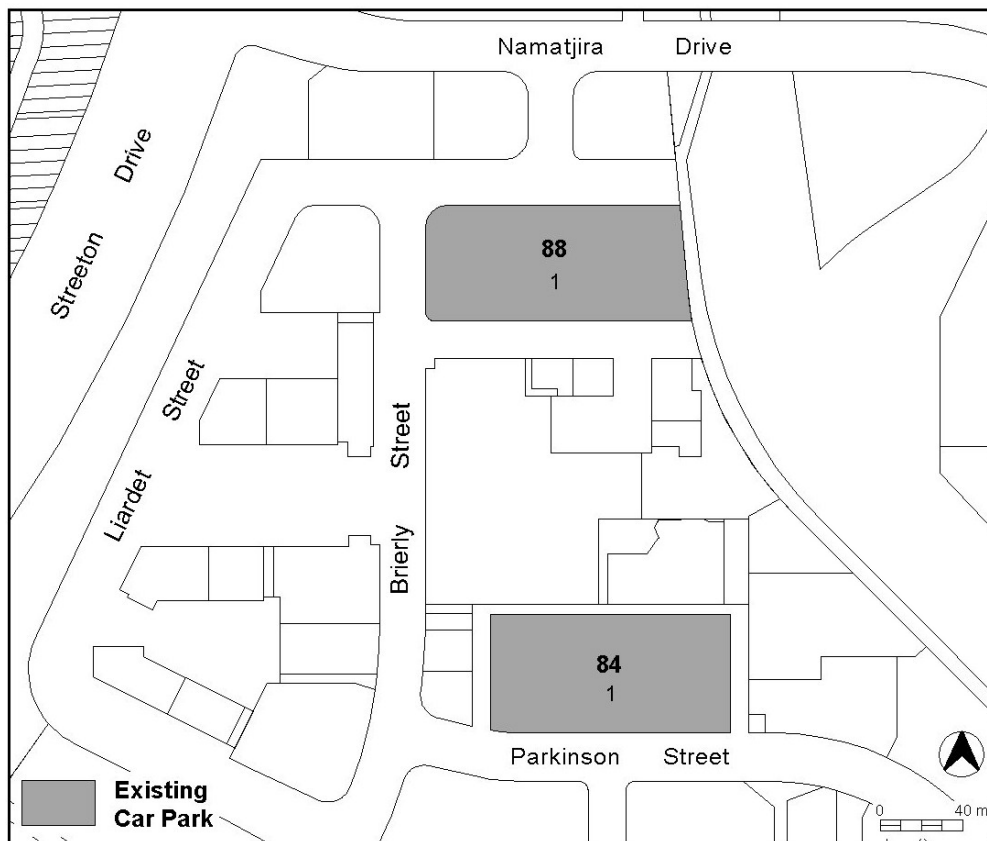 Namatjira Drive
Streeton Drive
88
1
Liardet Street
Brierly Street
84
1
Parkinson Street
Existing
Car Park
0 40 m